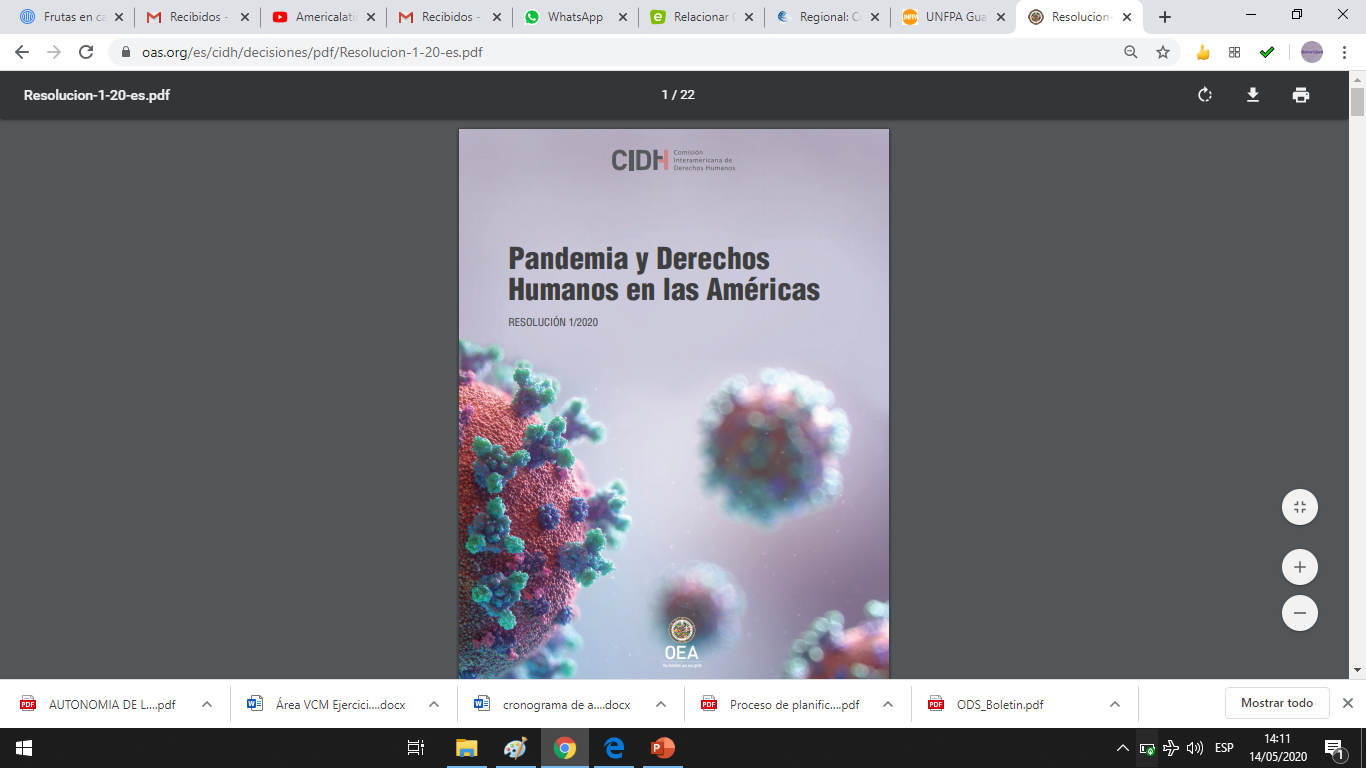 Frutas en ca
Recibidos -
Americalati
Recibidos -
WhatsApp
Relacionar
Regional: C
UNFPA Gua
Resolucion-
oas.org/es/cidh/decisiones/pdf/Resolucion-1-20-es.pdf
Resolucion-1-20-es.pdf
1 / 22
CIDH
Comisión
Interamericana de
Derechos Humanos
Pandemia y Derechos
Humanos en las Américas
RESOLUCIÓN 1/2020
OEA
AUTONOMIA DE L....pdf
Área VCM Ejercici....docx
cronograma de a....docx
Proceso de planific....pdf
ODS_Boletin.pdf
Mostrar todo
ESP
14:11
14/05/2020
1